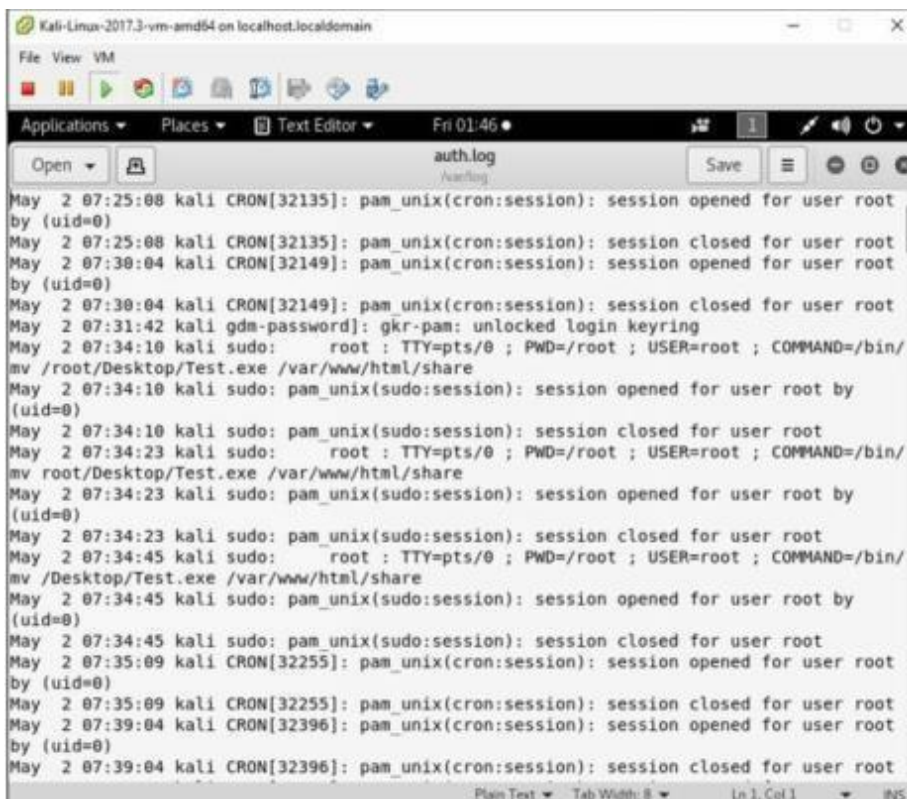 Kali-Linux-2017.3-vm-amd64 on localhost.localdomain
File View VM
Applications Places Text Editor Fri 01:46 1
Open auth.log Save
/var/log
May  2 07:25:08 kali CRON[32135]: pam_unix(cron:session): session opened for user root
by (uid=0)
May  2 07:25:08 kali CRON[32135]: pam_unix(cron:session): session closed for user root
May  2 07:30:04 kali CRON[32149]: pam_unix(cron:session): session opened for user root
by (uid=0)
May  2 07:30:04 kali CRON[32149]: pam_unix(cron:session): session closed for user root
May  2 07:31:42 kali gdm-password]: gkr-pam: unlocked login keyring
May  2 07:34:10 kali sudo:     root : TTY=pts/0 ; PWD=/root ; USER=root ; COMMAND=/bin/
mv /root/Desktop/Test.exe /var/www/html/share
May  2 07:34:10 kali sudo: pam_unix(sudo:session): session opened for user root by
(uid=0)
May  2 07:34:10 kali sudo: pam_unix(sudo:session): session closed for user root
May  2 07:34:23 kali sudo:     root : TTY=pts/0 ; PWD=/root ; USER=root ; COMMAND=/bin/
mv root/Desktop/Test.exe /var/www/html/share
May  2 07:34:23 kali sudo: pam_unix(sudo:session): session opened for user root by
(uid=0)
May  2 07:34:23 kali sudo: pam_unix(sudo:session): session closed for user root
May  2 07:34:45 kali sudo:     root : TTY=pts/0 ; PWD=/root ; USER=root ; COMMAND=/bin/
mv /Desktop/Test.exe /var/www/html/share
May  2 07:34:45 kali sudo: pam_unix(sudo:session): session opened for user root by
(uid=0)
May  2 07:34:45 kali sudo: pam_unix(sudo:session): session closed for user root
May  2 07:35:09 kali CRON[32255]: pam_unix(cron:session): session opened for user root
by (uid=0)
May  2 07:35:09 kali CRON[32255]: pam_unix(cron:session): session closed for user root
May  2 07:39:04 kali CRON[32396]: pam_unix(cron:session): session opened for user root
by (uid=0)
May  2 07:39:04 kali CRON[32396]: pam_unix(cron:session): session closed for user root
Plain Text Tab Width: 8 Ln 1, Col 1 INS